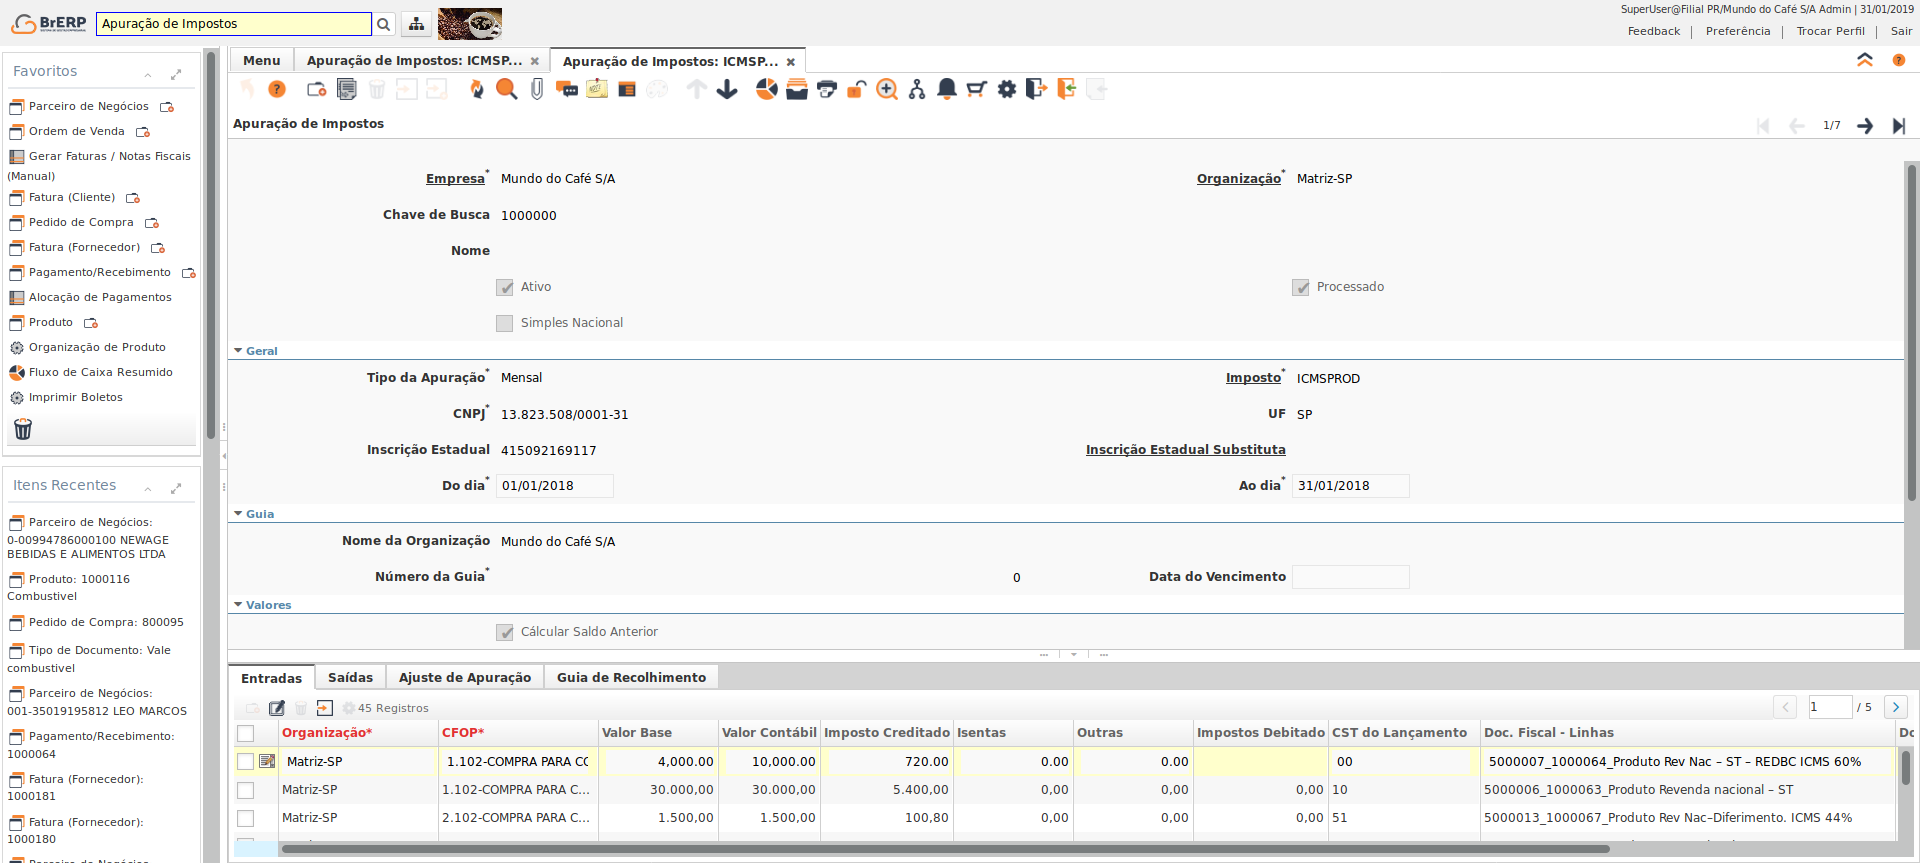 BrERP
Apuração de Impostos
SuperUser@Filial PR/Mundo do Café S/A Admin | 31/01/2019
Feedback | Preferência | Trocar Perfil | Sair
Favoritos
Parceiro de Negócios
Ordem de Venda
Gerar Faturas / Notas Fiscais
(Manual)
Fatura (Cliente)
Pedido de Compra
Fatura (Fornecedor)
Pagamento/Recebimento
Alocação de Pagamentos
Produto
Organização de Produto
Fluxo de Caixa Resumido
Imprimir Boletos
Itens Recentes
Parceiro de Negócios:
0-00994786000100 NEWAGE
BEBIDAS E ALIMENTOS LTDA
Produto: 1000116
Combustivel
Pedido de Compra: 800095
Tipo de Documento: Vale
combustivel
Parceiro de Negócios:
001-35019195812 LEO MARCOS
Pagamento/Recebimento:
1000064
Fatura (Fornecedor):
1000181
Fatura (Fornecedor):
1000180
Parceiro de Negócios
Menu
Apuração de Impostos: ICMSP...
Apuração de Impostos: ICMSP...
Apuração de Impostos
1/7
Empresa* Mundo do Café S/A Organização* Matriz-SP
Chave de Busca 1000000
Nome
Ativo Processado
Simples Nacional
Geral
Tipo da Apuração* Mensal Imposto* ICMSPROD
CNPJ* 13.823.508/0001-31 UF SP
Inscrição Estadual 415092169117 Inscrição Estadual Substituta
Do dia* 01/01/2018 Ao dia* 31/01/2018
Guia
Nome da Organização Mundo do Café S/A
Número da Guia* 0 Data do Vencimento
Valores
Cálcular Saldo Anterior
Entradas Saídas Ajuste de Apuração Guia de Recolhimento
45 Registros 1 / 5
Organização* CFOP* Valor Base Valor Contábil Imposto Creditado Isentas Outras Impostos Debitado CST do Lançamento Doc. Fiscal - Linhas Do
Matriz-SP 1.102-COMPRA PARA CO 4,000.00 10,000.00 720.00 0.00 0.00 00 5000007_1000064_Produto Rev Nac – ST – REDBC ICMS 60%
Matriz-SP 1.102-COMPRA PARA C... 30.000,00 30.000,00 5.400,00 0,00 0,00 0,00 10 5000006_1000063_Produto Revenda nacional – ST
Matriz-SP 2.102-COMPRA PARA C... 1.500,00 1.500,00 100,80 0,00 0,00 0,00 51 5000013_1000067_Produto Rev Nac–Diferimento. ICMS 44%